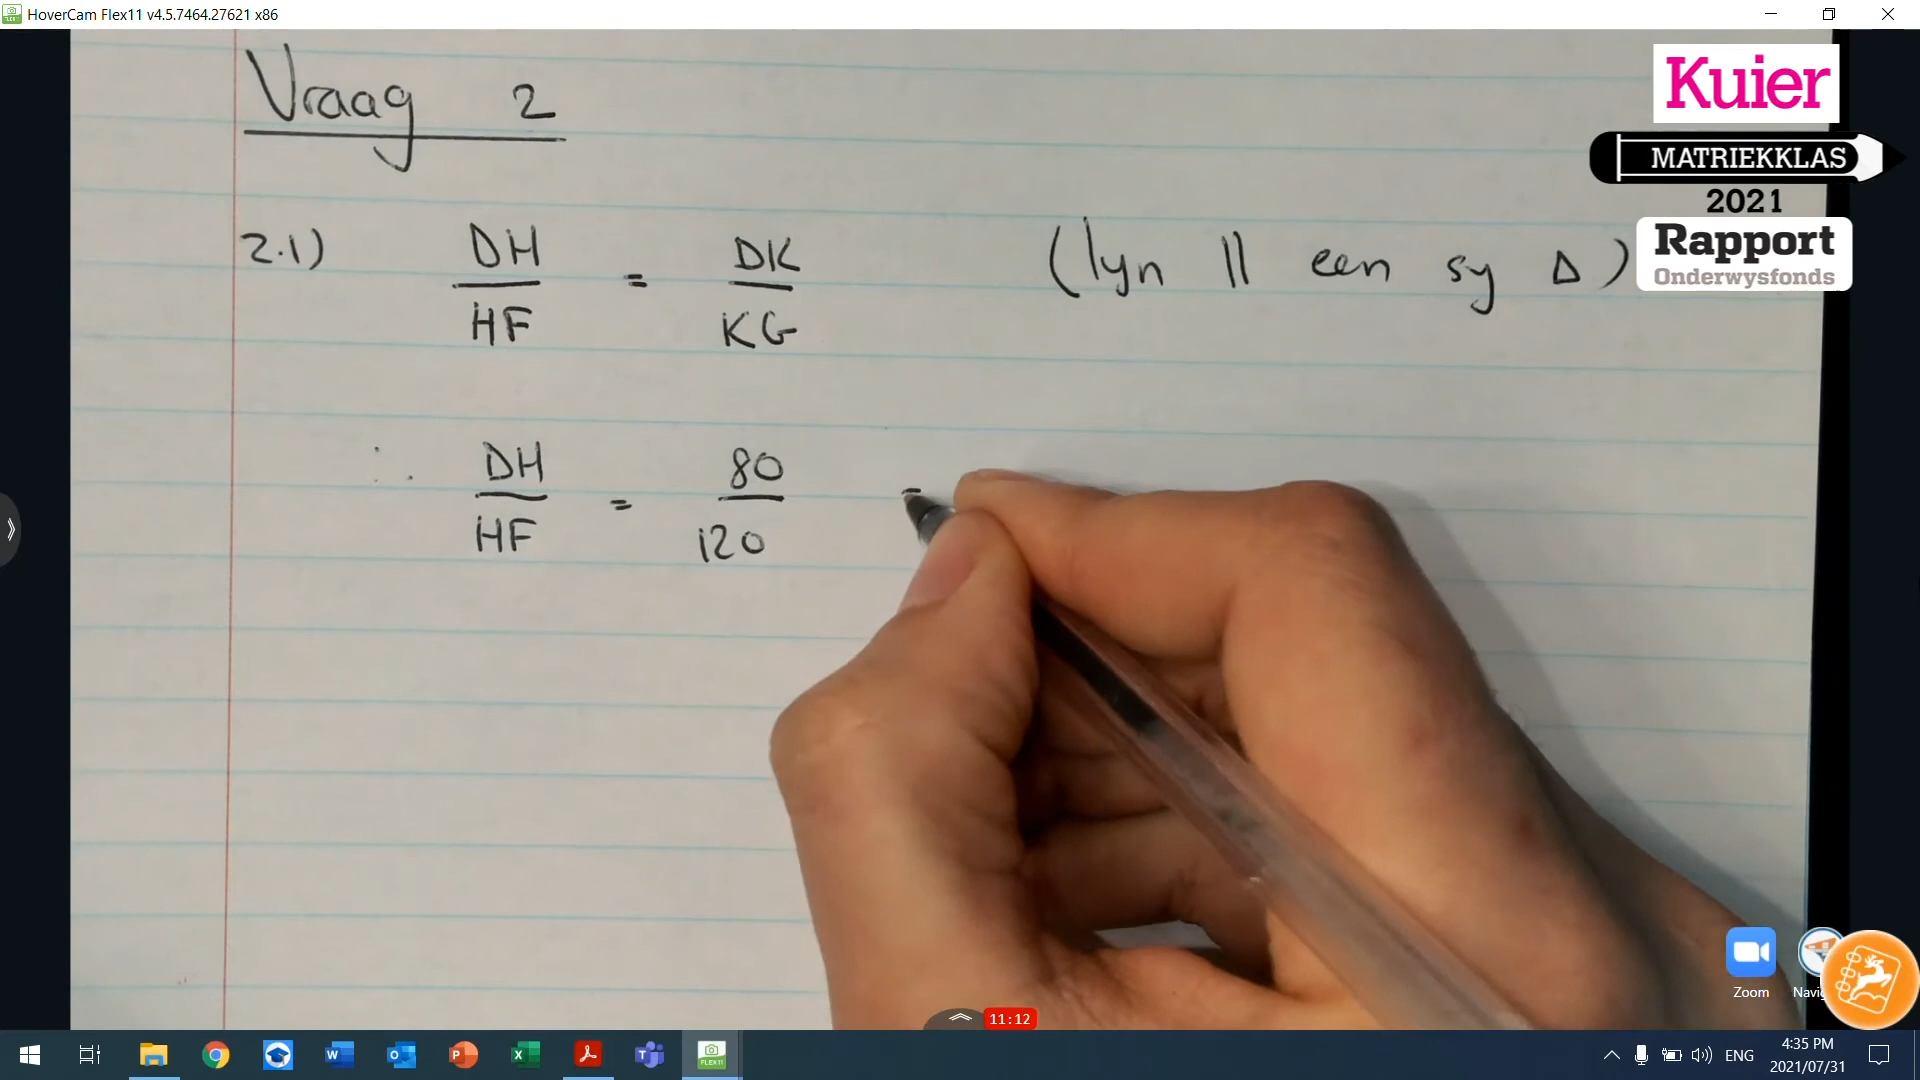 HoverCam Flex11 v4.5.7464.27621 x86
Kuier
MATRIEKKLAS
2021
Rapport
Onderwysfonds
Vraag 2
2.1) DH/HF = DK/KG (lyn || een sy Δ)
∴ DH/HF = 80/120 =
Zoom
11:12
FLEX11
ENG
4:35 PM
2021/07/31